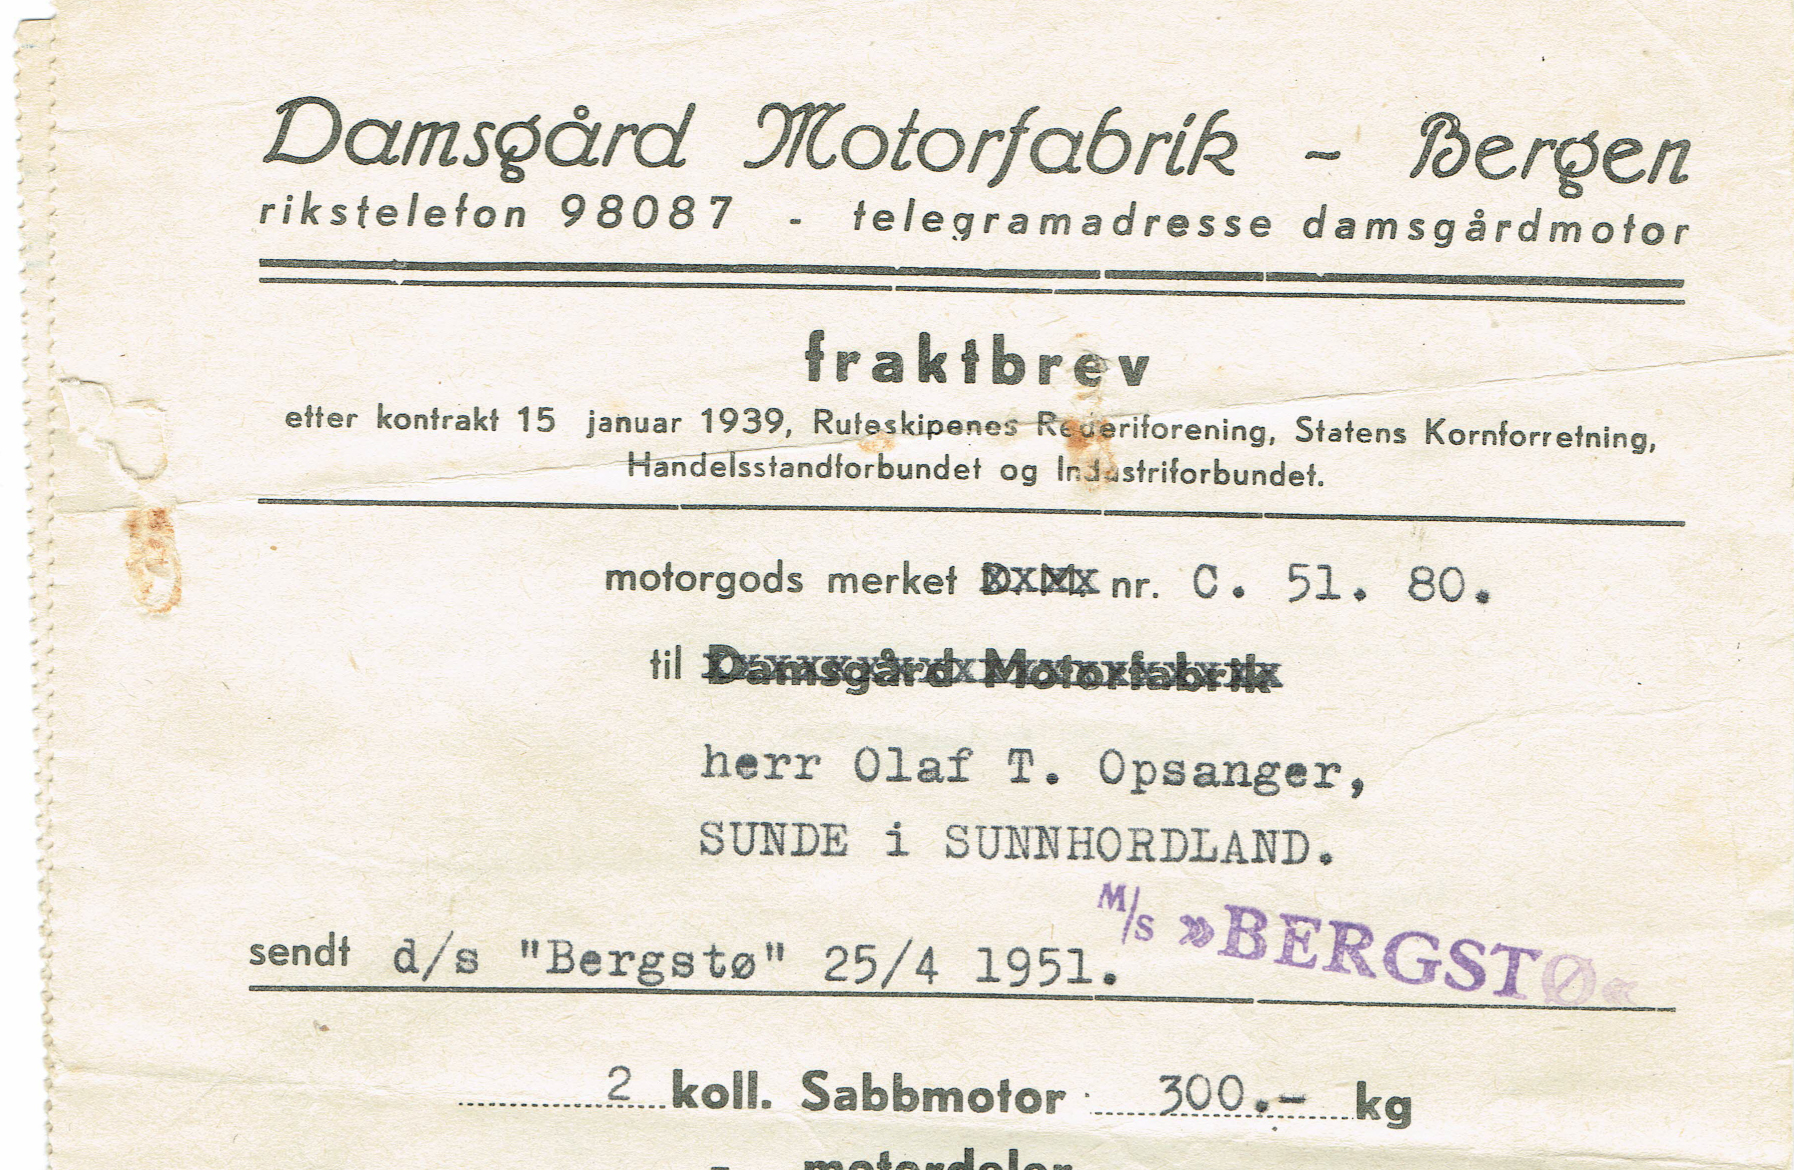 Damsgård Motorfabrik - Bergen
rikstelefon 98087 - telegramadresse damsgårdmotor
fraktbrev
etter kontrakt 15 januar 1939, Ruteskipenes Rederiforening, Statens Kornforretning,
Handelsstandforbundet og Industriforbundet.
motorgods merket D.M. nr. C. 51. 80.
til Damsgård Motorfabrik
herr Olaf T. Opsanger,
SUNDE i SUNNHORDLAND.
M/s »BERGSTØ«
sendt d/s "Bergstø" 25/4 1951.
2 koll. Sabbmotor 300.- kg
- motordeler